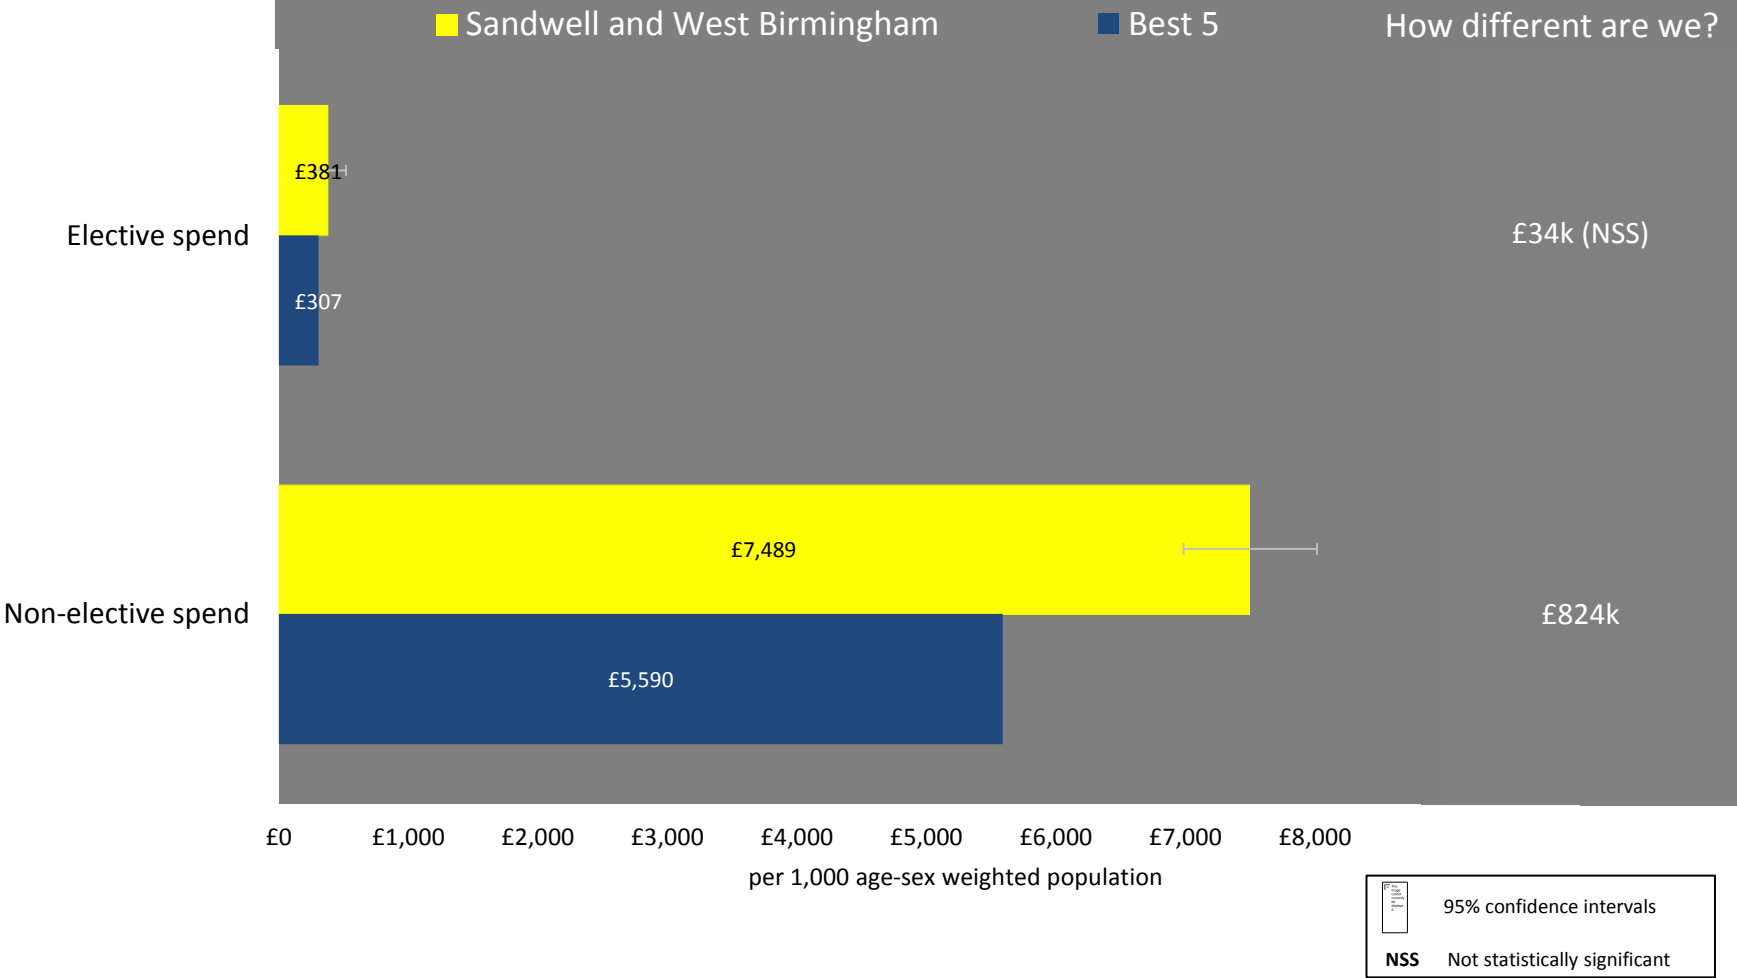 Sandwell and West Birmingham
Best 5
How different are we?
£381
Elective spend
£34k (NSS)
£307
£7,489
Non-elective spend
£824k
£5,590
£0 £1,000 £2,000 £3,000 £4,000 £5,000 £6,000 £7,000 £8,000
per 1,000 age-sex weighted population
95% confidence intervals
NSS Not statistically significant